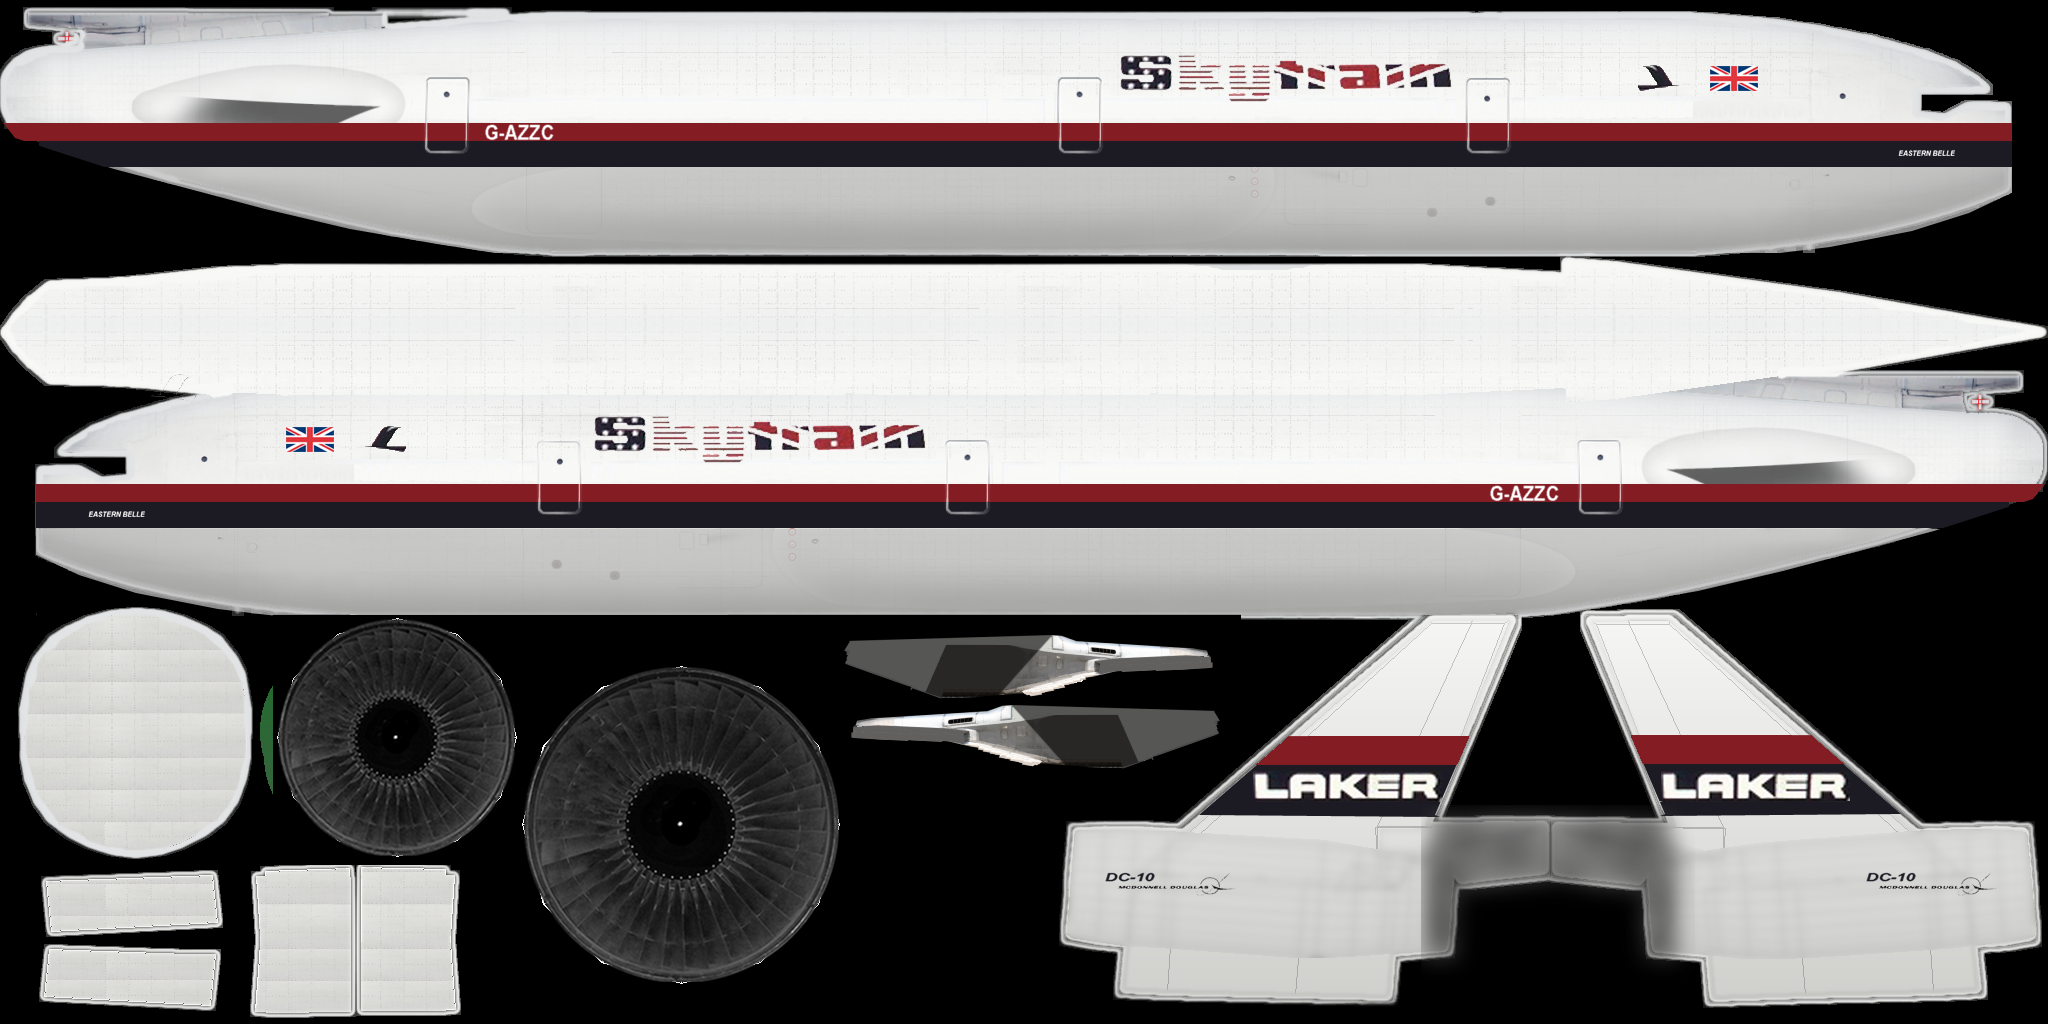 Skytrain
G-AZZC
EASTERN BELLE
Skytrain
G-AZZC
EASTERN BELLE
LAKER
LAKER
DC-10
MCDONNELL DOUGLAS
DC-10
MCDONNELL DOUGLAS